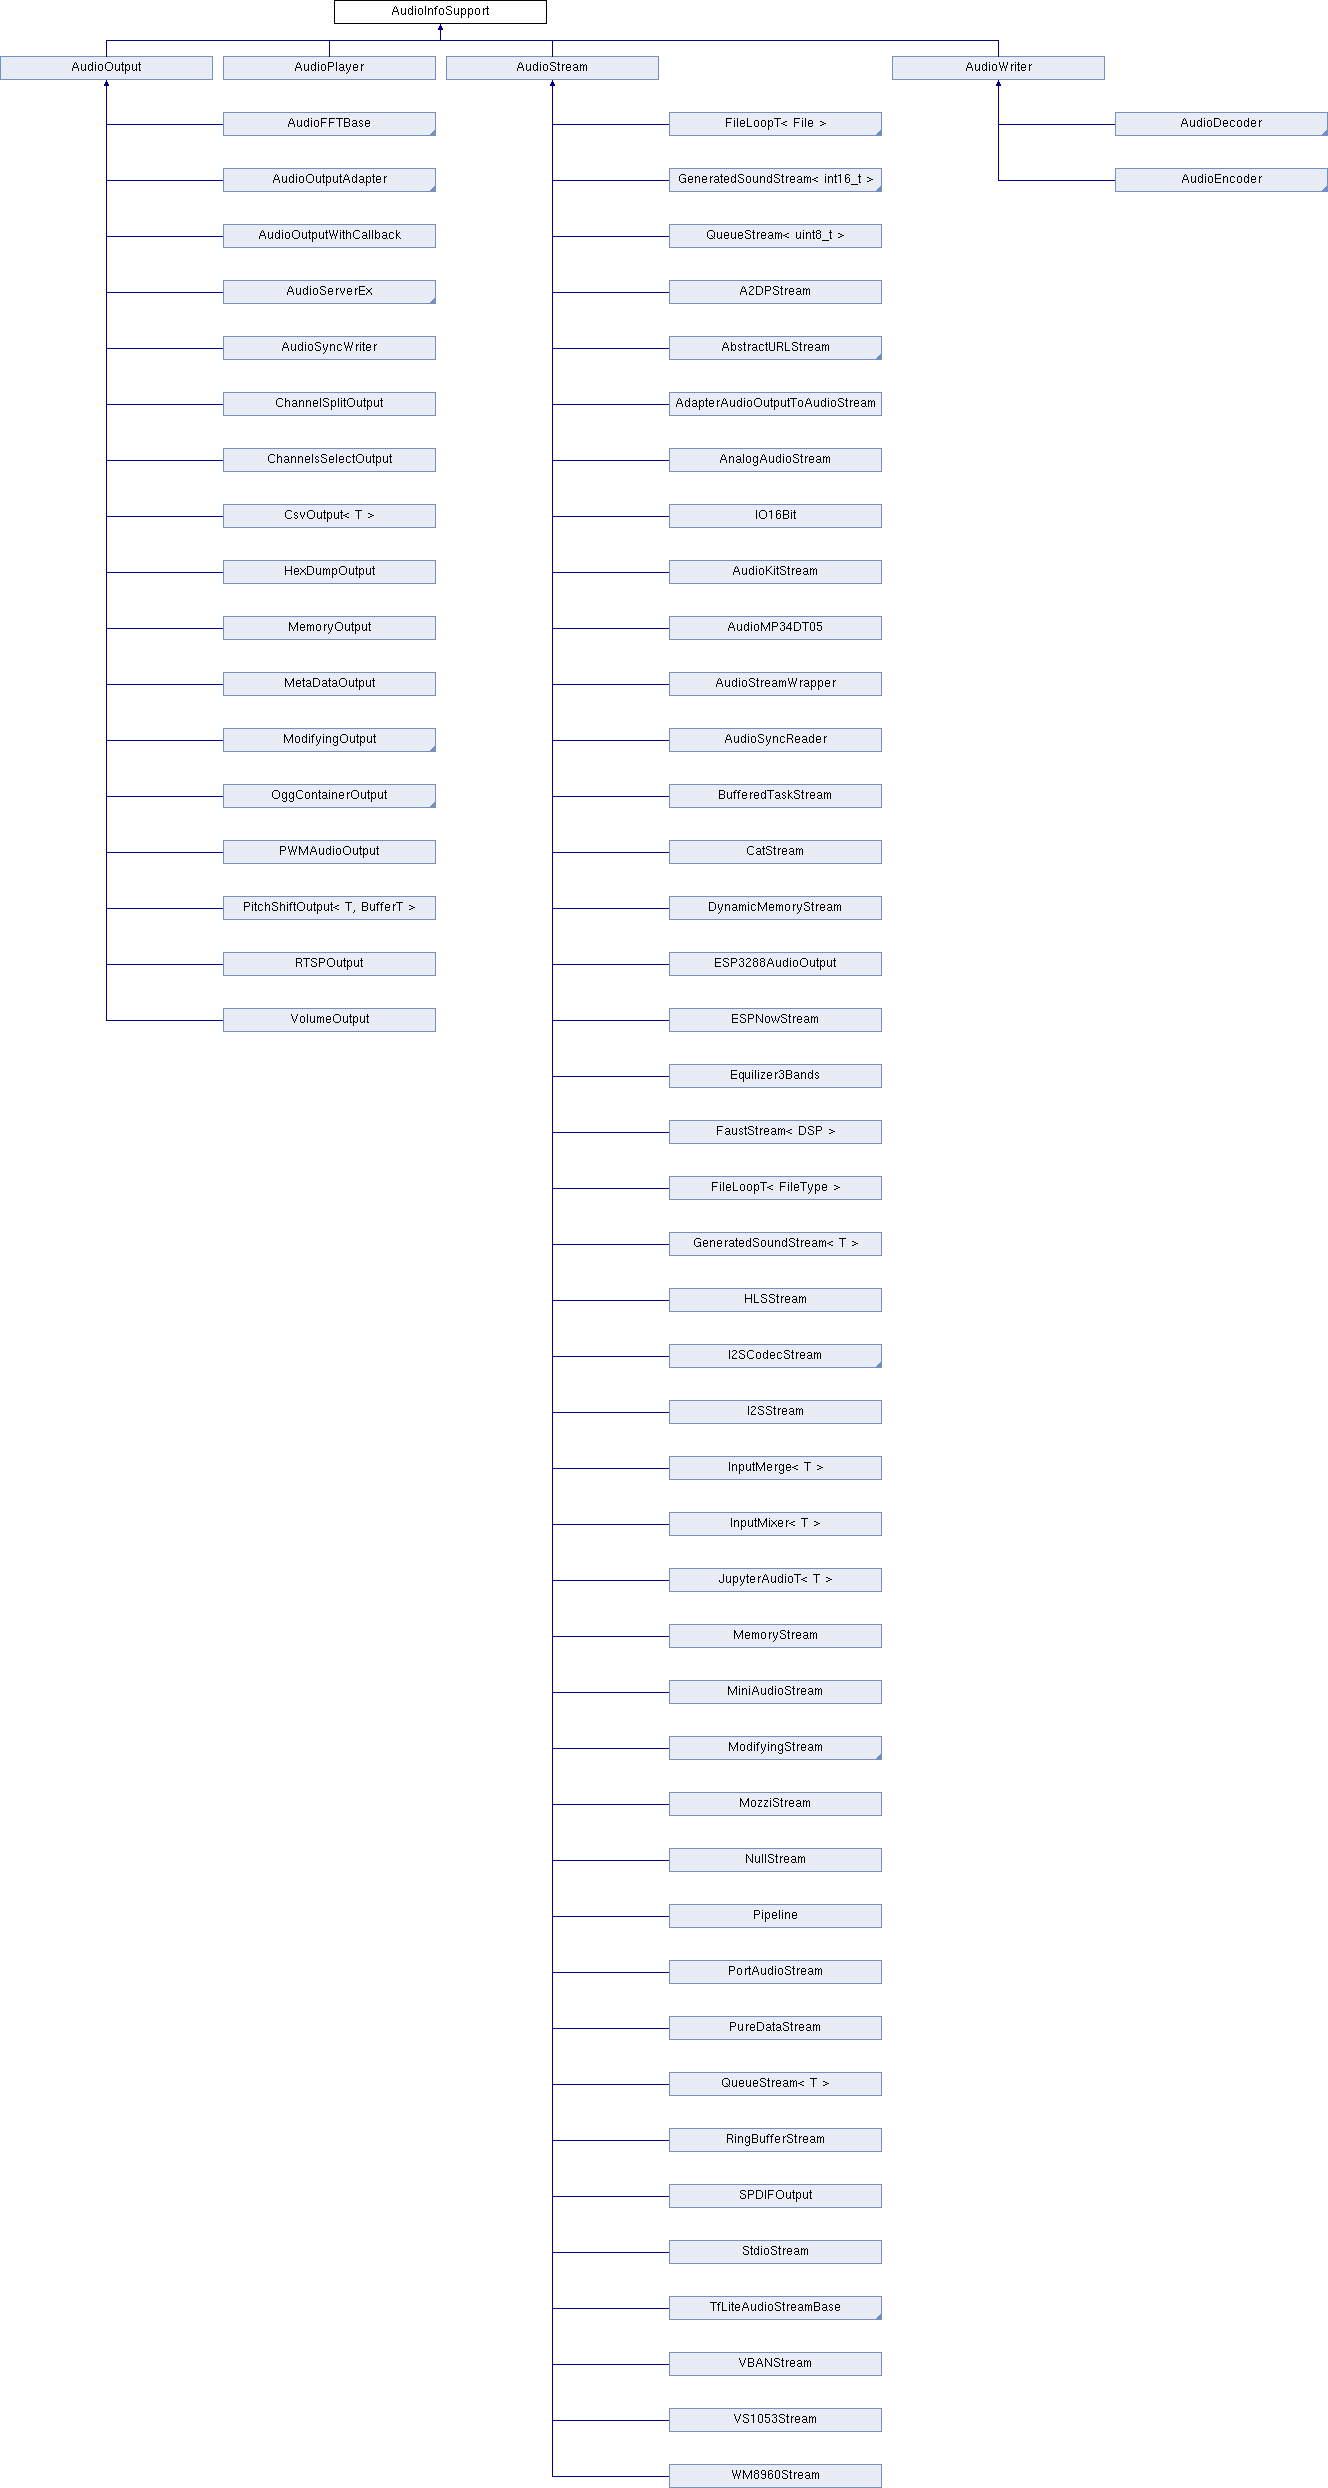 AudioInfoSupport
AudioOutput
AudioPlayer
AudioStream
AudioWriter
AudioFFTBase
AudioOutputAdapter
AudioOutputWithCallback
AudioServerEx
AudioSyncWriter
ChannelSplitOutput
ChannelsSelectOutput
CsvOutput< T >
HexDumpOutput
MemoryOutput
MetaDataOutput
ModifyingOutput
OggContainerOutput
PWMAudioOutput
PitchShiftOutput< T, BufferT >
RTSPOutput
VolumeOutput
FileLoopT< File >
GeneratedSoundStream< int16_t >
QueueStream< uint8_t >
A2DPStream
AbstractURLStream
AdapterAudioOutputToAudioStream
AnalogAudioStream
IO16Bit
AudioKitStream
AudioMP34DT05
AudioStreamWrapper
AudioSyncReader
BufferedTaskStream
CatStream
DynamicMemoryStream
ESP3288AudioOutput
ESPNowStream
Equilizer3Bands
FaustStream< DSP >
FileLoopT< FileType >
GeneratedSoundStream< T >
HLSStream
I2SCodecStream
I2SStream
InputMerge< T >
InputMixer< T >
JupyterAudioT< T >
MemoryStream
MiniAudioStream
ModifyingStream
MozziStream
NullStream
Pipeline
PortAudioStream
PureDataStream
QueueStream< T >
RingBufferStream
SPDIFOutput
StdioStream
TfLiteAudioStreamBase
VBANStream
VS1053Stream
WM8960Stream
AudioDecoder
AudioEncoder